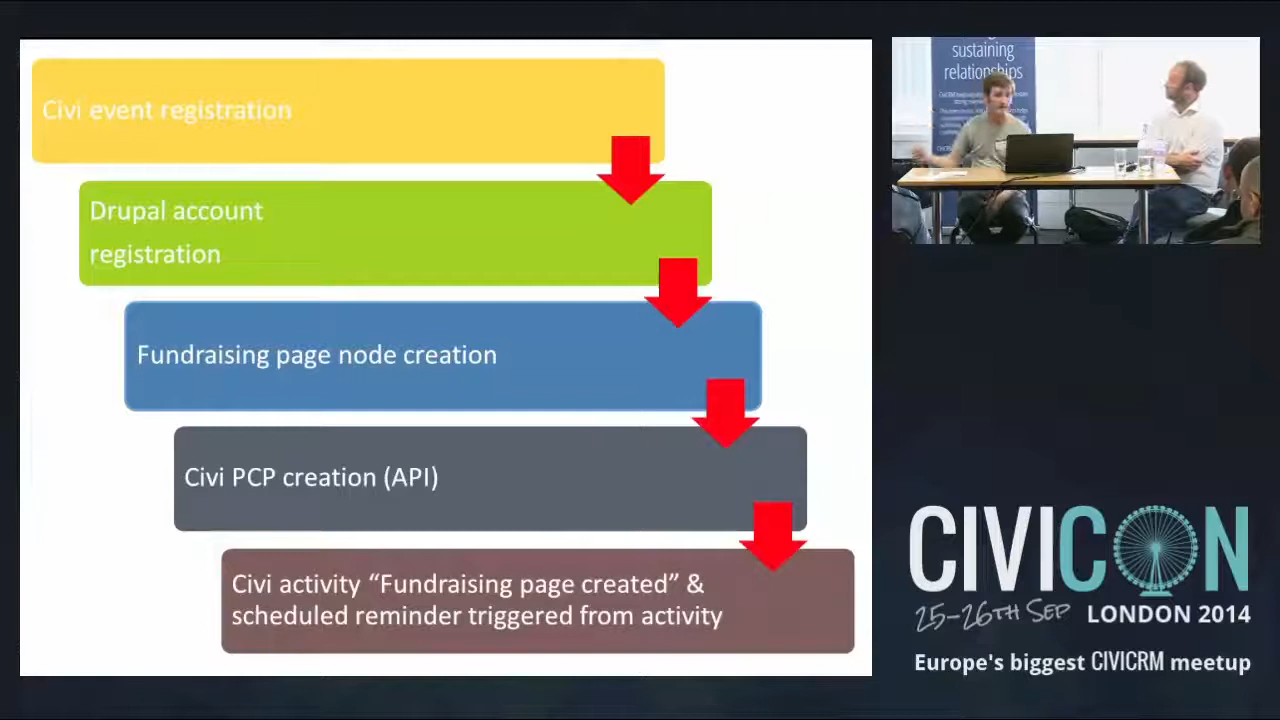 Civi event registration
Drupal account
registration
Fundraising page node creation
Civi PCP creation (API)
Civi activity “Fundraising page created” &
scheduled reminder triggered from activity
sustaining
relationships
CIVICON
25-26TH SEP LONDON 2014
Europe's biggest CIVICRM meetup